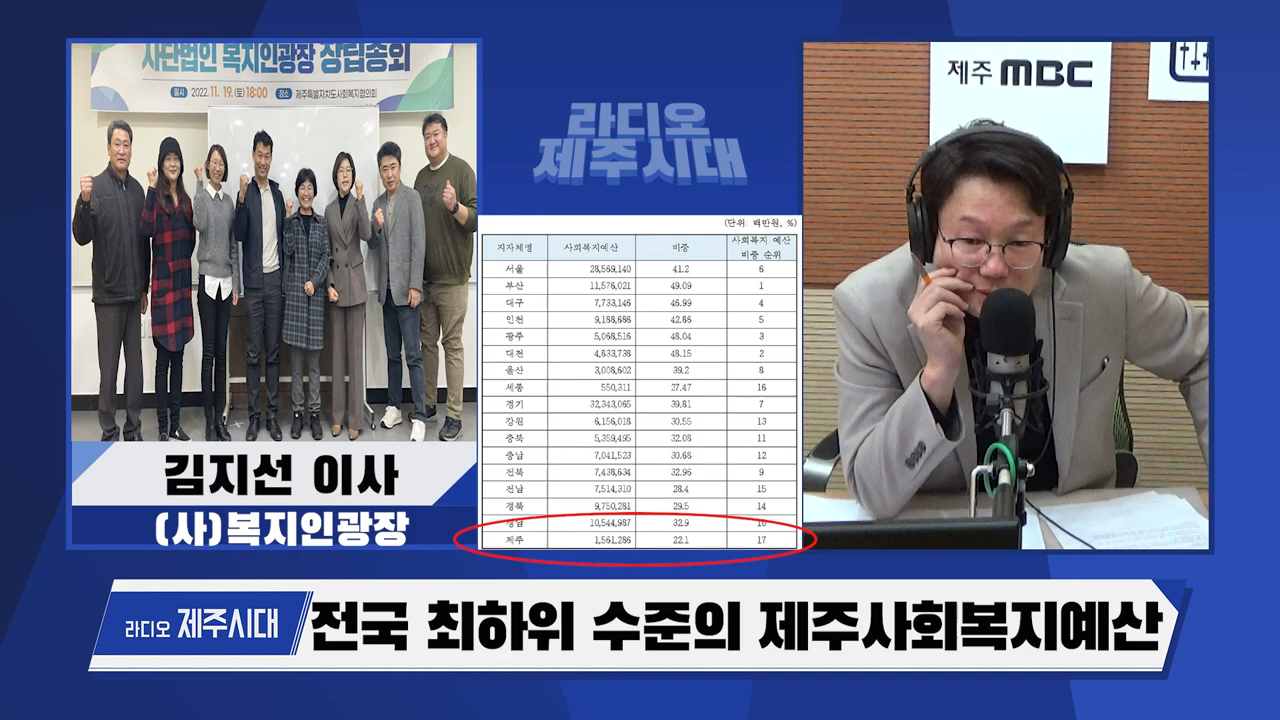 사단법인 복지인광장 창립총회
일시 2022. 11. 19.(토) 18:00 장소 제주특별자치도사회복지협의회
김지선 이사
(사)복지인광장
라디오
제주시대
(단위: 백만원, %)
지자체명 사회복지예산 비중 사회복지 예산 비중 순위
서울 28,569,140 41.2 6
부산 11,576,021 49.09 1
대구 7,733,146 46.99 4
인천 9,188,686 42.86 5
광주 5,068,516 48.04 3
대전 4,833,738 48.15 2
울산 3,008,602 39.2 8
세종 550,311 27.47 16
경기 32,343,065 39.81 7
강원 6,156,018 30.55 13
충북 5,359,495 32.08 11
충남 7,041,523 30.68 12
전북 7,438,634 32.96 9
전남 7,514,310 28.4 15
경북 9,750,281 29.5 14
경남 10,544,987 32.9 10
제주 1,561,286 22.1 17
제주 MBC
라디오 제주시대
전국 최하위 수준의 제주사회복지예산